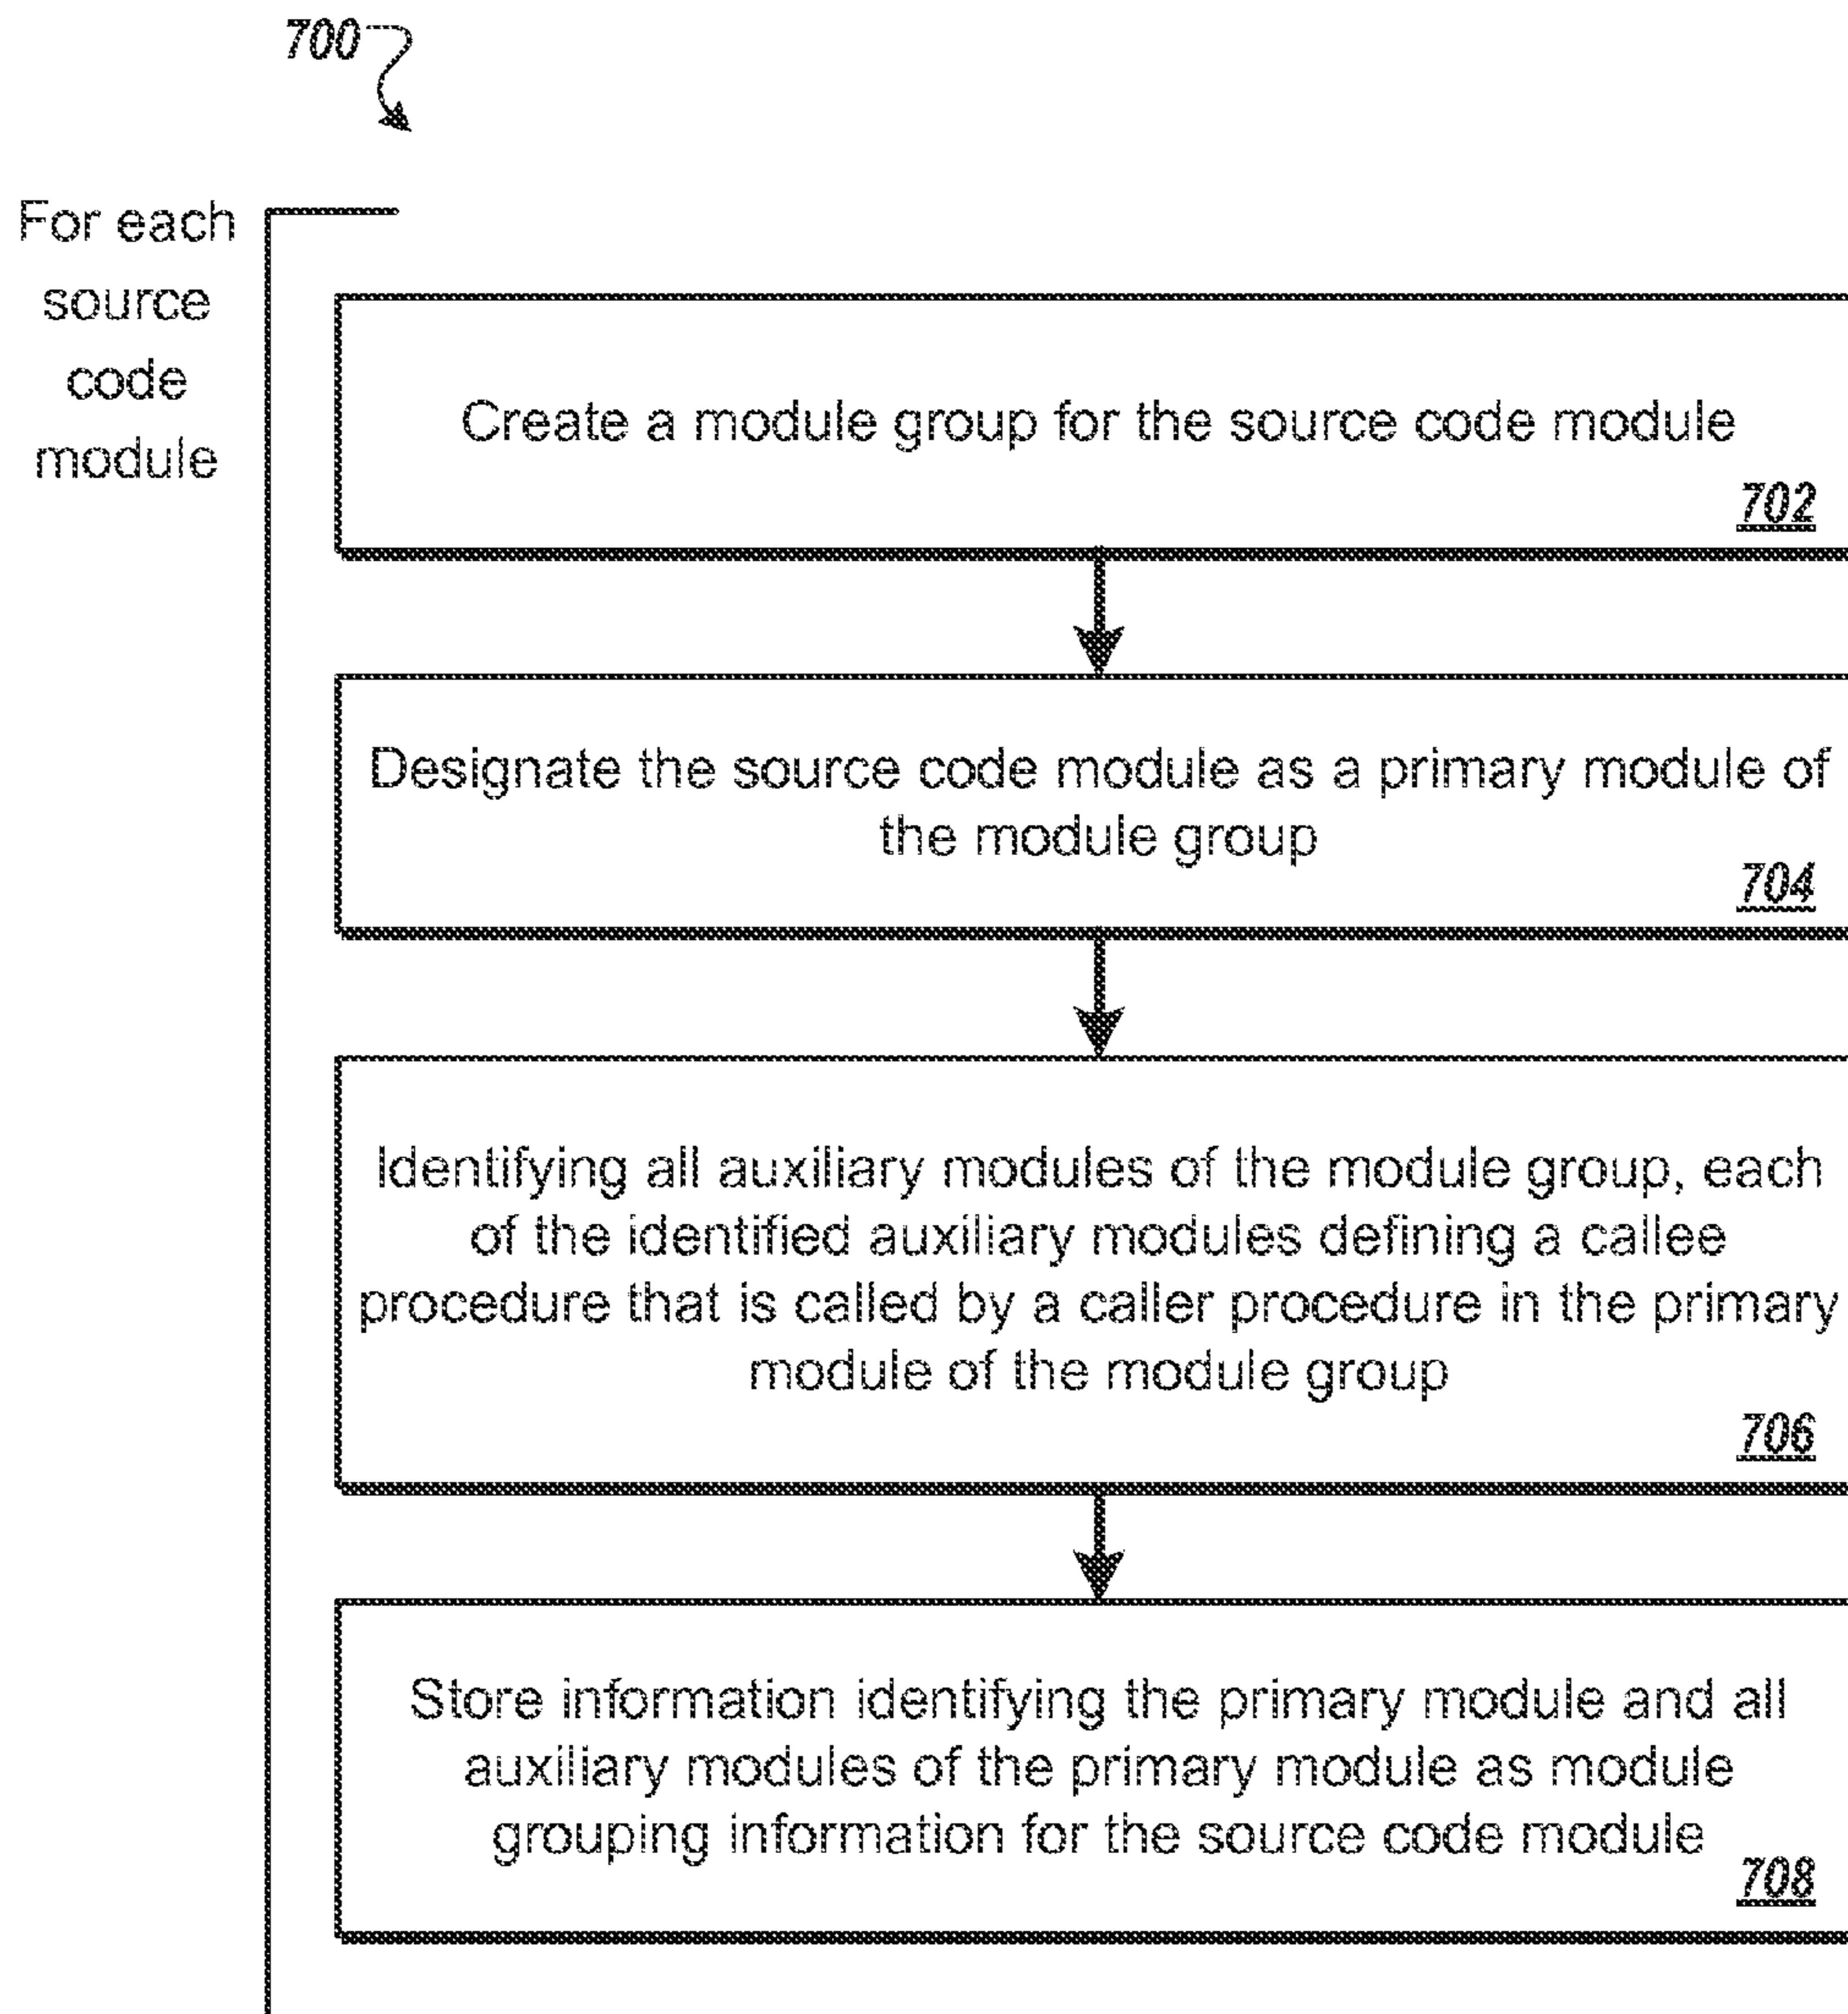 700
For each
source
code
module
Create a module group for the source code module
702
Designate the source code module as a primary module of
the module group
704
Identifying all auxiliary modules of the module group, each
of the identified auxiliary modules defining a callee
procedure that is called by a caller procedure in the primary
module of the module group
706
Store information identifying the primary module and all
auxiliary modules of the primary module as module
grouping information for the source code module
708